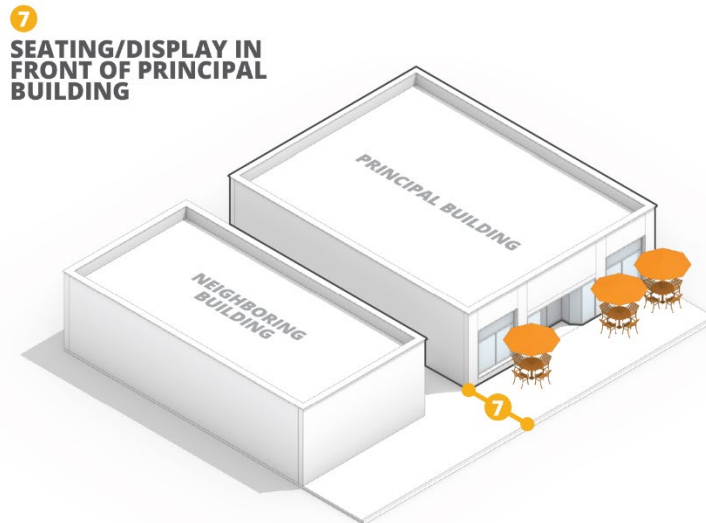 7
SEATING/DISPLAY IN
FRONT OF PRINCIPAL
BUILDING
PRINCIPAL BUILDING
NEIGHBORING
BUILDING
7